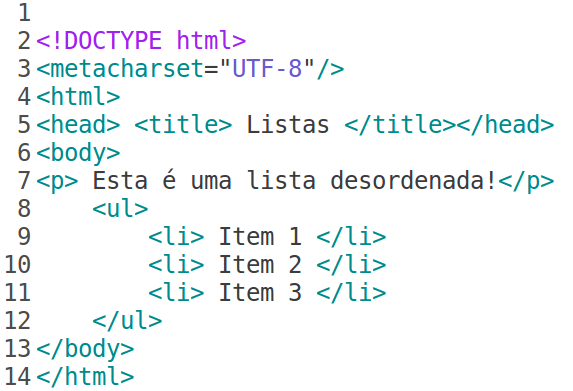 1
2 <!DOCTYPE html>
3 <metacharset="UTF-8"/>
4 <html>
5 <head> <title> Listas </title></head>
6 <body>
7 <p> Esta é uma lista desordenada!</p>
8     <ul>
9         <li> Item 1 </li>
10         <li> Item 2 </li>
11         <li> Item 3 </li>
12     </ul>
13 </body>
14 </html>